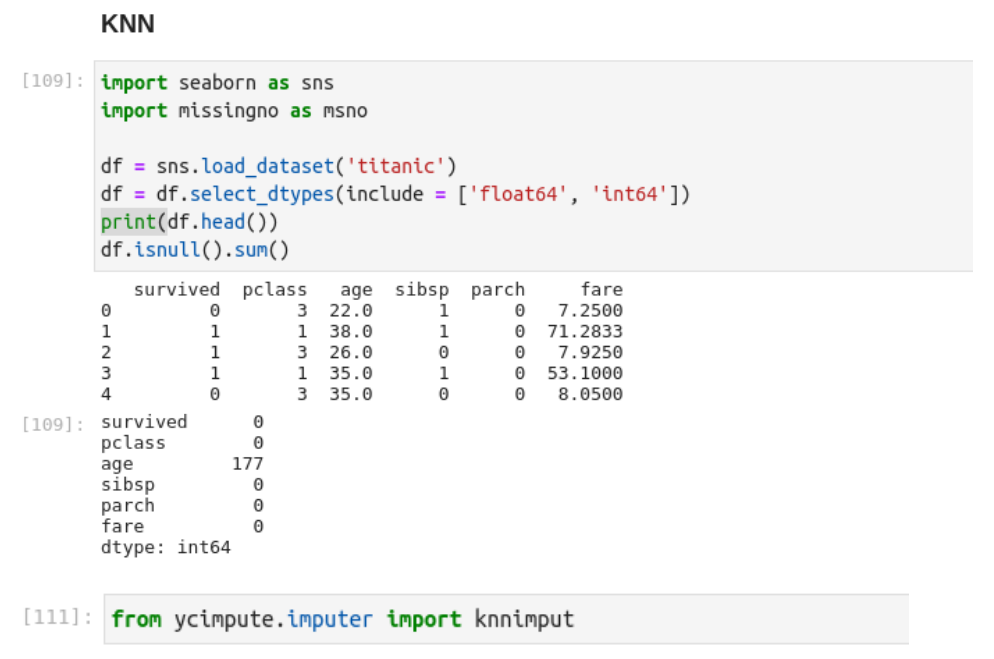 KNN
[109]: import seaborn as sns
import missingno as msno
df = sns.load_dataset('titanic')
df = df.select_dtypes(include = ['float64', 'int64'])
print(df.head())
df.isnull().sum()
survived pclass age sibsp parch fare
0 0 3 22.0 1 0 7.2500
1 1 1 38.0 1 0 71.2833
2 1 3 26.0 0 0 7.9250
3 1 1 35.0 1 0 53.1000
4 0 3 35.0 0 0 8.0500
[109]: survived 0
pclass 0
age 177
sibsp 0
parch 0
fare 0
dtype: int64
[111]: from ycimpute.imputer import knnimput